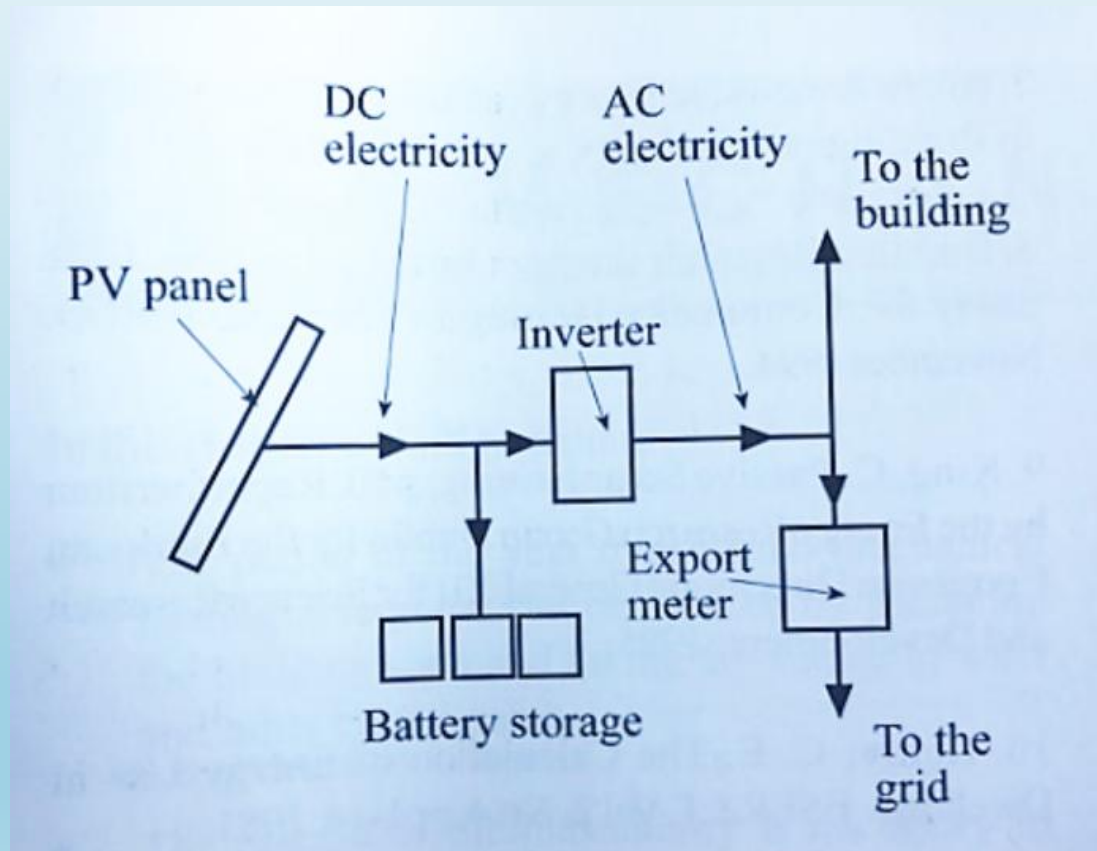 DC
electricity
AC
electricity
To the
building
PV panel
Inverter
Export
meter
Battery storage
To the
grid